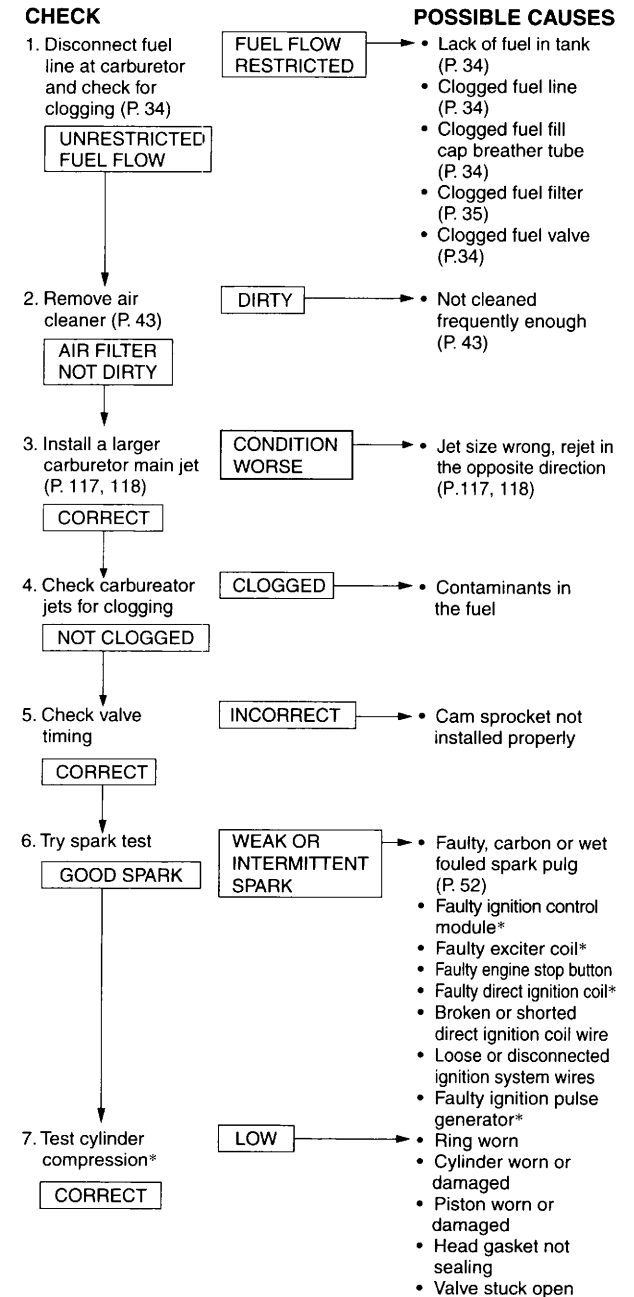 CHECK
POSSIBLE CAUSES
1. Disconnect fuel
line at carburetor
and check for
clogging (P. 34)
UNRESTRICTED
FUEL FLOW
FUEL FLOW
RESTRICTED
• Lack of fuel in tank
(P. 34)
• Clogged fuel line
(P. 34)
• Clogged fuel fill
cap breather tube
(P. 34)
• Clogged fuel filter
(P. 35)
• Clogged fuel valve
(P.34)
2. Remove air
cleaner (P. 43)
AIR FILTER
NOT DIRTY
DIRTY
• Not cleaned
frequently enough
(P. 43)
3. Install a larger
carburetor main jet
(P. 117, 118)
CORRECT
CONDITION
WORSE
• Jet size wrong, rejet in
the opposite direction
(P.117, 118)
4. Check carbureator
jets for clogging
NOT CLOGGED
CLOGGED
• Contaminants in
the fuel
5. Check valve
timing
CORRECT
INCORRECT
• Cam sprocket not
installed properly
6. Try spark test
GOOD SPARK
WEAK OR
INTERMITTENT
SPARK
• Faulty, carbon or wet
fouled spark pulg
(P. 52)
• Faulty ignition control
module*
• Faulty exciter coil*
• Faulty engine stop button
• Faulty direct ignition coil*
• Broken or shorted
direct ignition coil wire
• Loose or disconnected
ignition system wires
• Faulty ignition pulse
generator*
7. Test cylinder
compression*
CORRECT
LOW
• Ring worn
• Cylinder worn or
damaged
• Piston worn or
damaged
• Head gasket not
sealing
• Valve stuck open